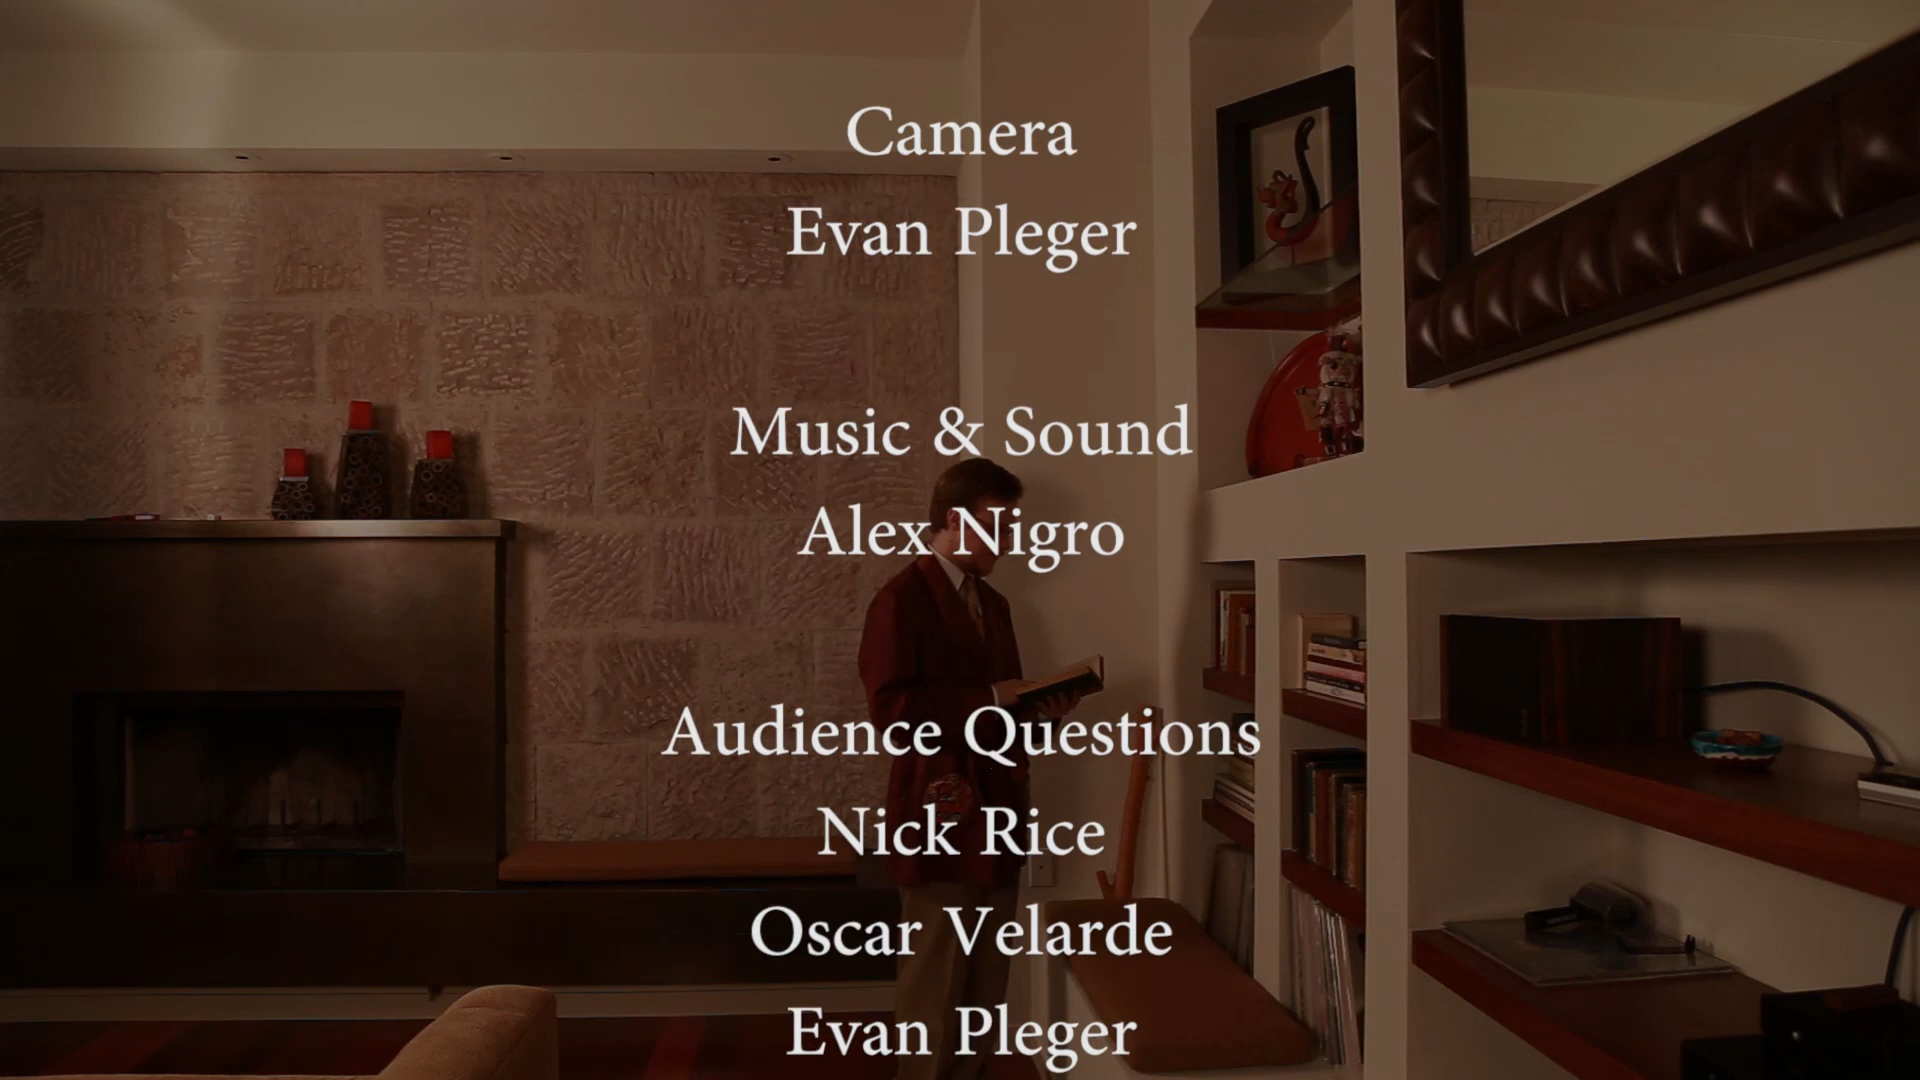 Camera
Evan Pleger
Music & Sound
Alex Nigro
Audience Questions
Nick Rice
Oscar Velarde
Evan Pleger